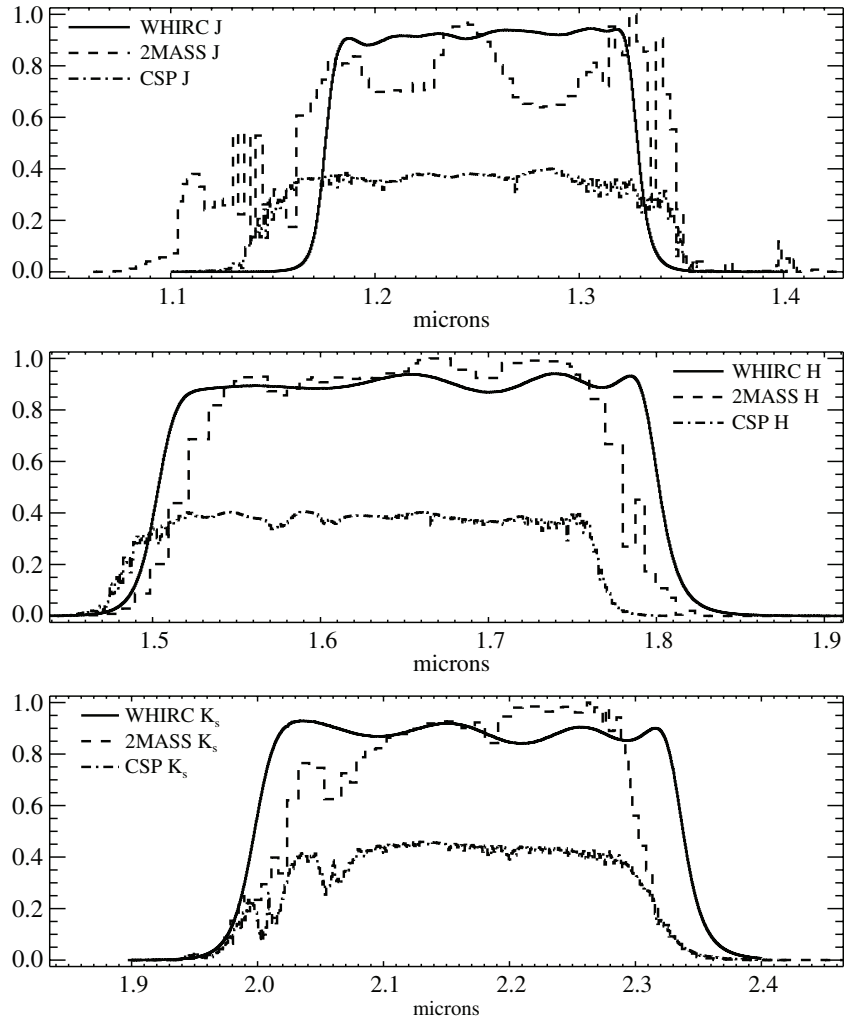 1.0
WHIRC J
2MASS J
CSP J
0.8
0.6
0.4
0.2
0.0
1.1 1.2 1.3 1.4
microns
1.0
WHIRC H
2MASS H
CSP H
0.8
0.6
0.4
0.2
0.0
1.5 1.6 1.7 1.8 1.9
microns
1.0
WHIRC Ks
2MASS Ks
CSP Ks
0.8
0.6
0.4
0.2
0.0
1.9 2.0 2.1 2.2 2.3 2.4
microns